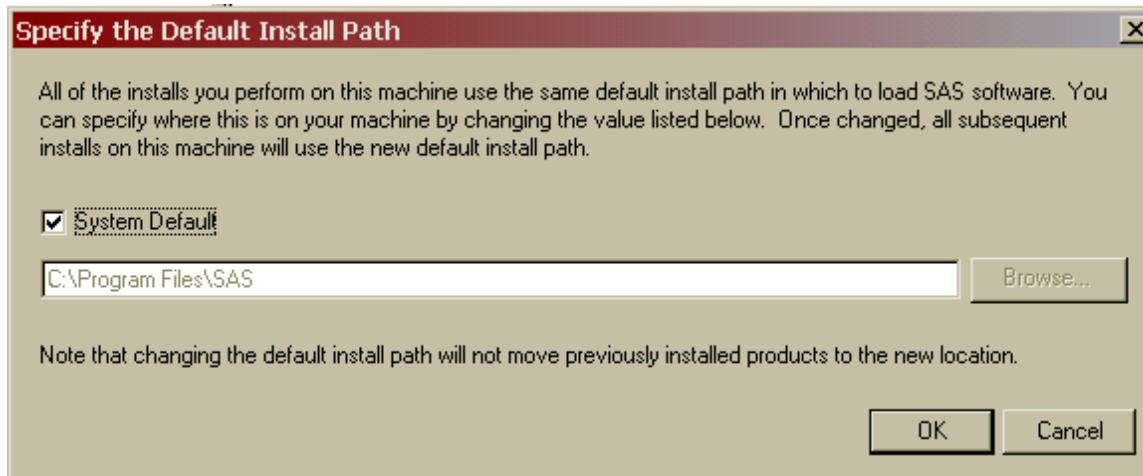 Specify the Default Install Path
All of the installs you perform on this machine use the same default install path in which to load SAS software.  You
can specify where this is on your machine by changing the value listed below.  Once changed, all subsequent
installs on this machine will use the new default install path.
System Default
C:\Program Files\SAS
Browse...
Note that changing the default install path will not move previously installed products to the new location.
OK
Cancel